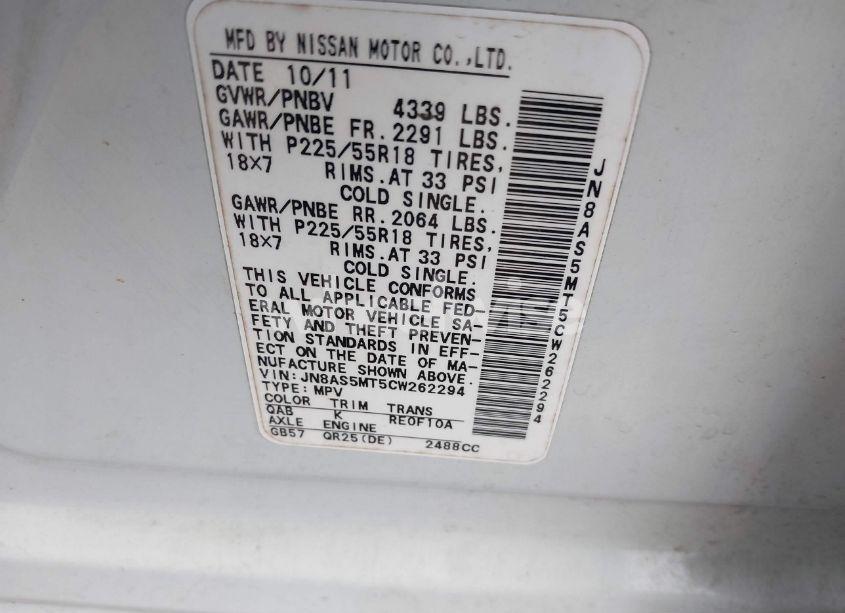 MFD BY NISSAN MOTOR CO.,LTD.
DATE 10/11
GVWR/PNBV 4339 LBS.
GAWR/PNBE FR. 2291 LBS.
WITH P225/55R18 TIRES,
18X7 RIMS. AT 33 PSI
COLD SINGLE.
GAWR/PNBE RR. 2064 LBS.
WITH P225/55R18 TIRES,
18X7 RIMS. AT 33 PSI
COLD SINGLE.
THIS VEHICLE CONFORMS
TO ALL APPLICABLE FED-
ERAL MOTOR VEHICLE SA-
FETY AND THEFT PREVEN-
TION STANDARDS IN EFF-
ECT ON THE DATE OF MA-
NUFACTURE SHOWN ABOVE.
VIN: JN8AS5MT5CW262294
TYPE: MPV
COLOR TRIM TRANS
QAB K RE0F10A
AXLE ENGINE
GB57 QR25(DE) 2488CC
JN8AS5MT5CW262294